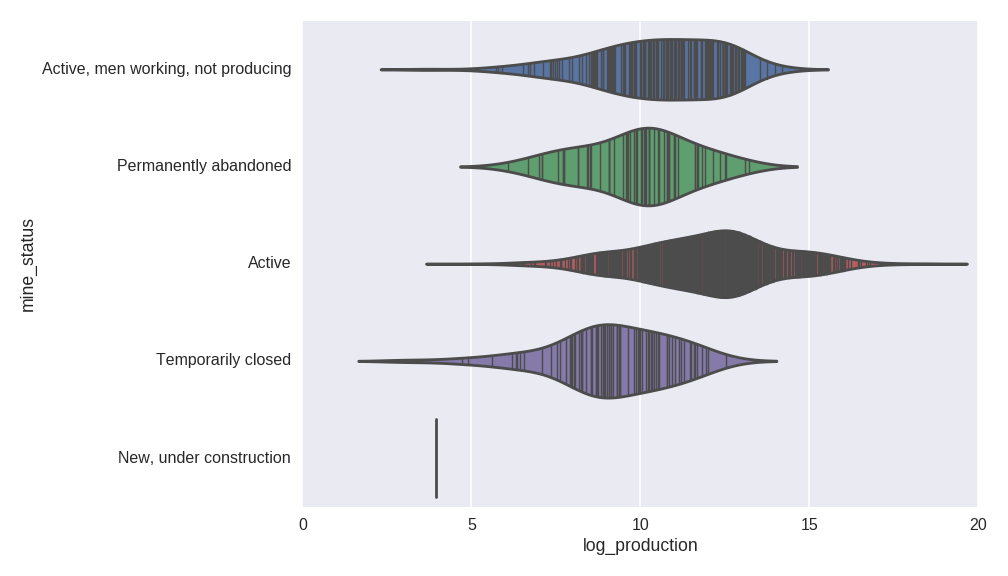 Active, men working, not producing
Permanently abandoned
Active
Temporarily closed
New, under construction
mine_status
0 5 10 15 20
log_production